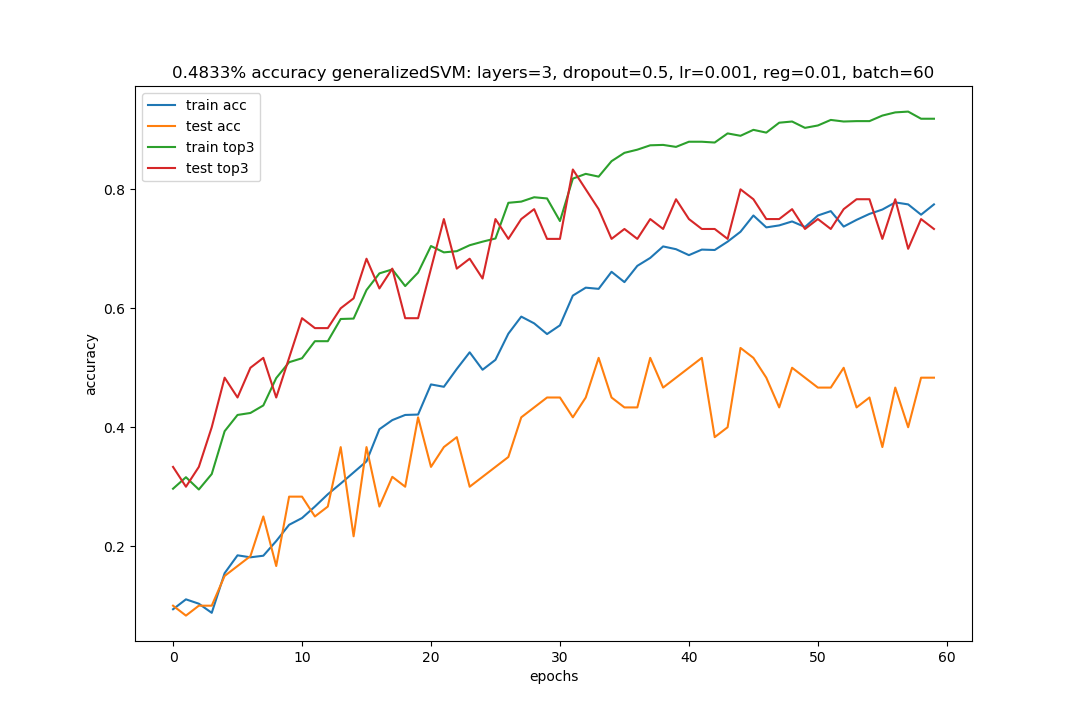 0.4833% accuracy generalizedSVM: layers=3, dropout=0.5, lr=0.001, reg=0.01, batch=60
train acc
test acc
train top3
test top3
0.8
0.6
0.4
0.2
accuracy
0 10 20 30 40 50 60
epochs